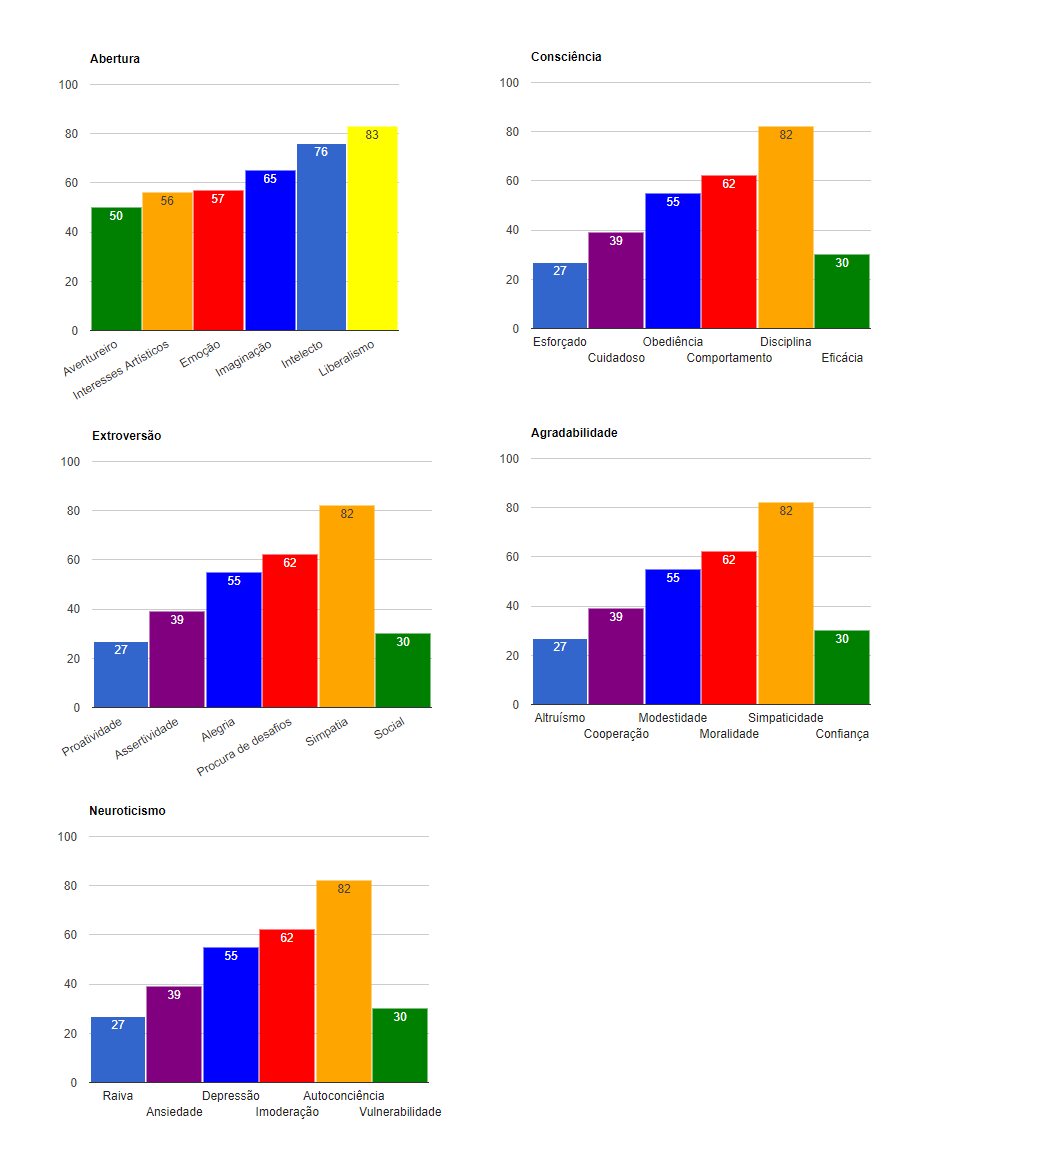 Abertura
100
80
60
40
20
0
50
56
57
65
76
83
Aventureiro
Interesses Artísticos
Emoção
Imaginação
Intelecto
Liberalismo
Consciência
100
80
60
40
20
0
27
39
55
62
82
30
Esforçado
Cuidadoso
Obediência
Comportamento
Disciplina
Eficácia
Extroversão
100
80
60
40
20
0
27
39
55
62
82
30
Proatividade
Assertividade
Alegria
Procura de desafios
Simpatia
Social
Agradabilidade
100
80
60
40
20
0
27
39
55
62
82
30
Altruísmo
Cooperação
Modestidade
Moralidade
Simpaticidade
Confiança
Neuroticismo
100
80
60
40
20
0
27
39
55
62
82
30
Raiva
Ansiedade
Depressão
Imoderação
Autoconciência
Vulnerabilidade